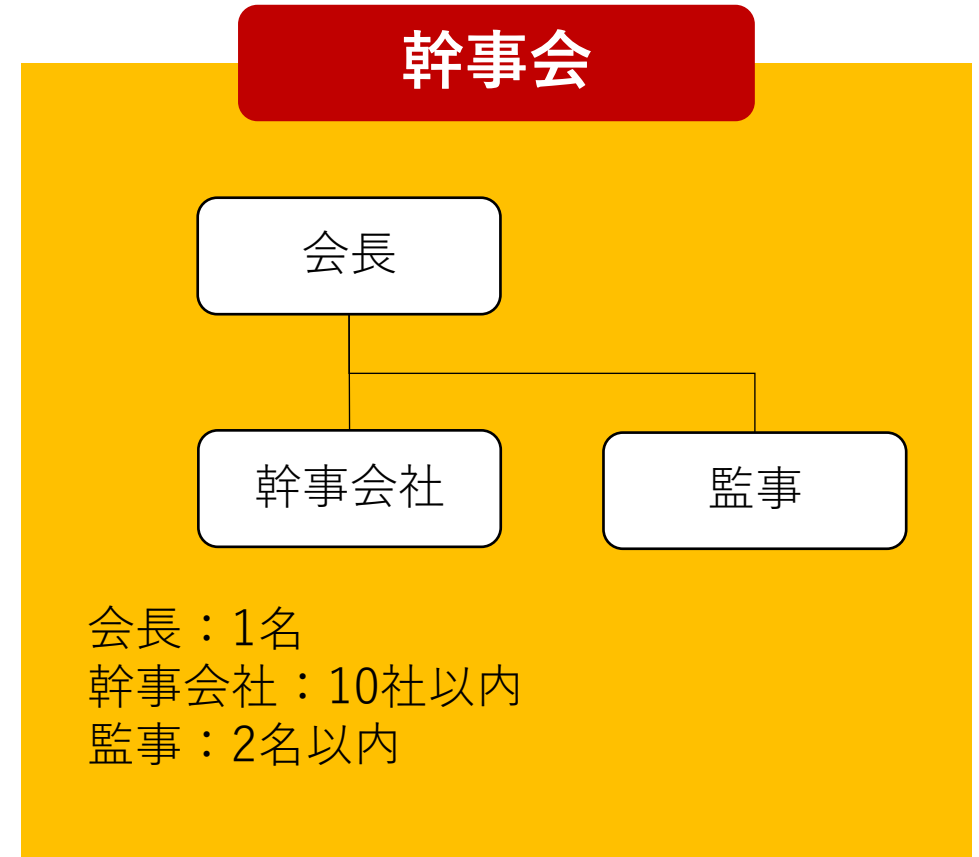 幹事会
会長
幹事会社
監事
会長：1名
幹事会社：10社以内
監事：2名以内